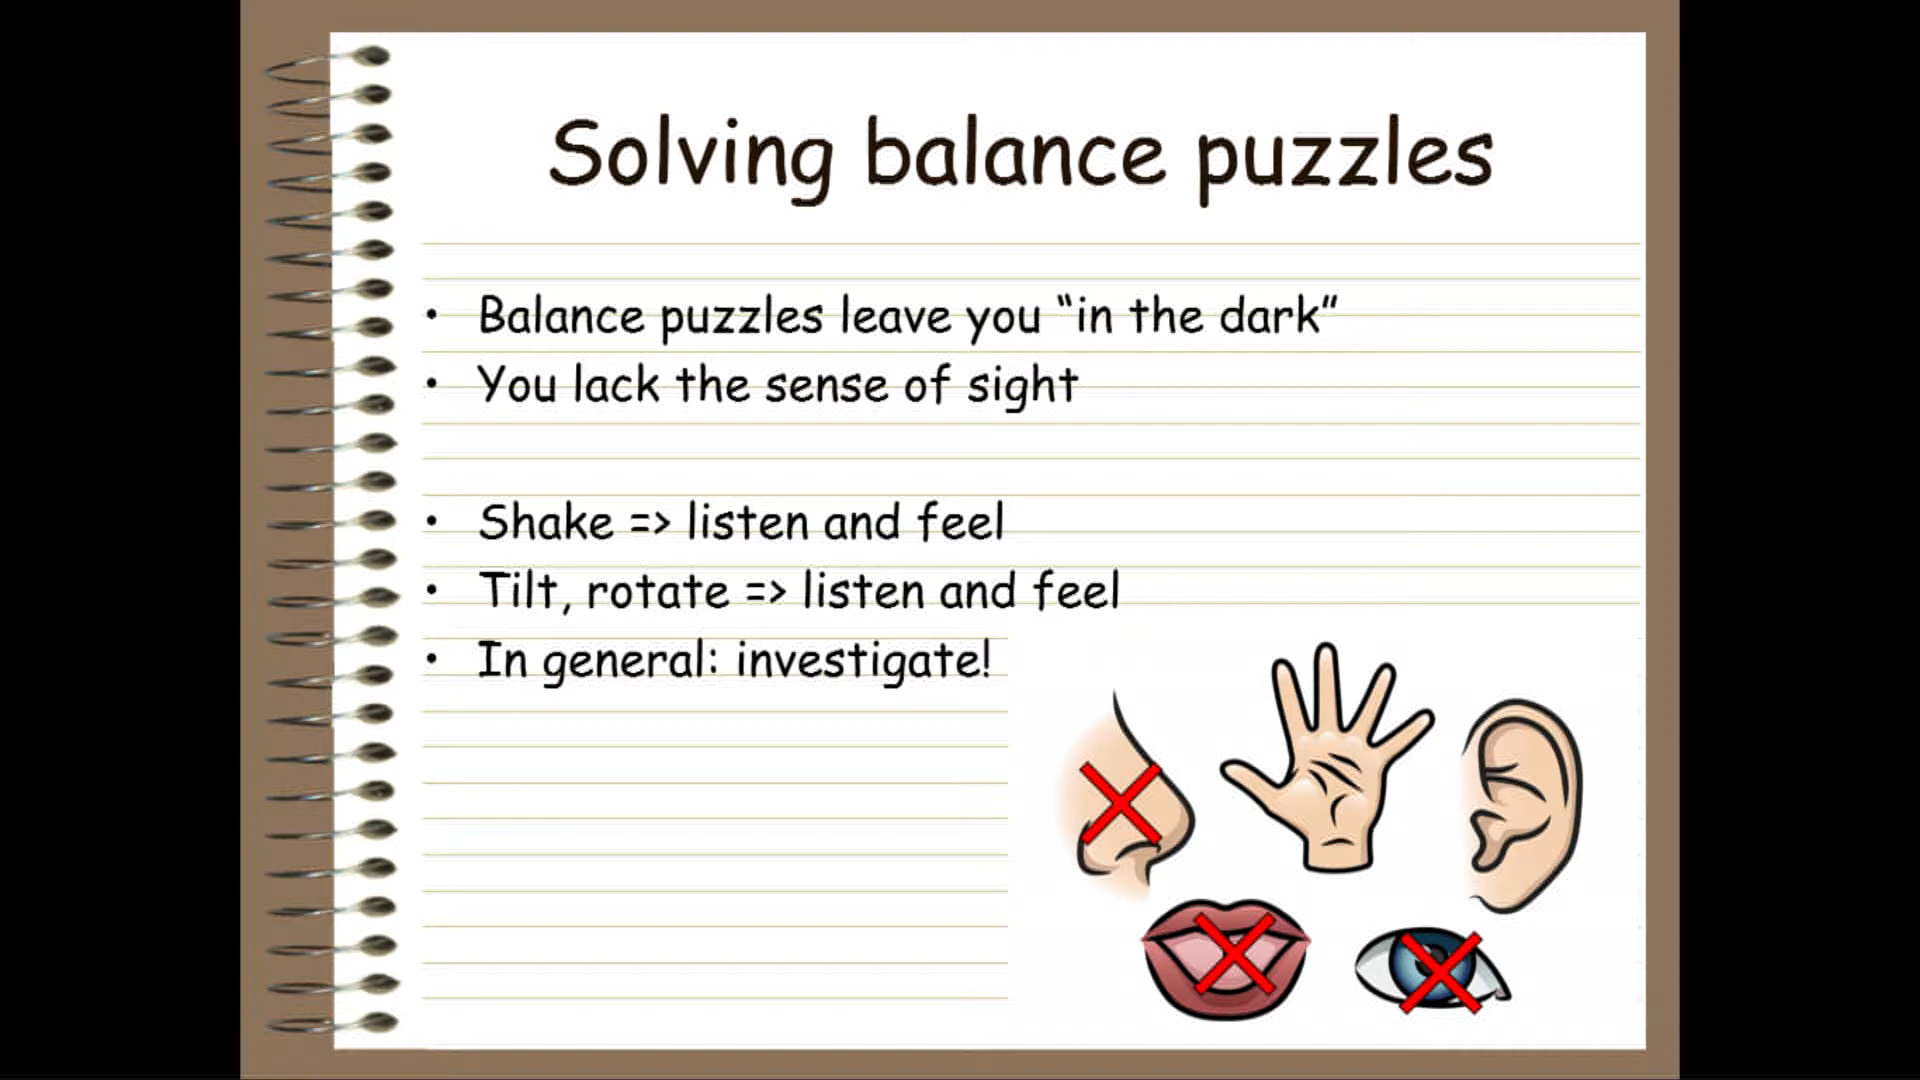 Solving balance puzzles
• Balance puzzles leave you “in the dark”
• You lack the sense of sight
• Shake => listen and feel
• Tilt, rotate => listen and feel
• In general: investigate!